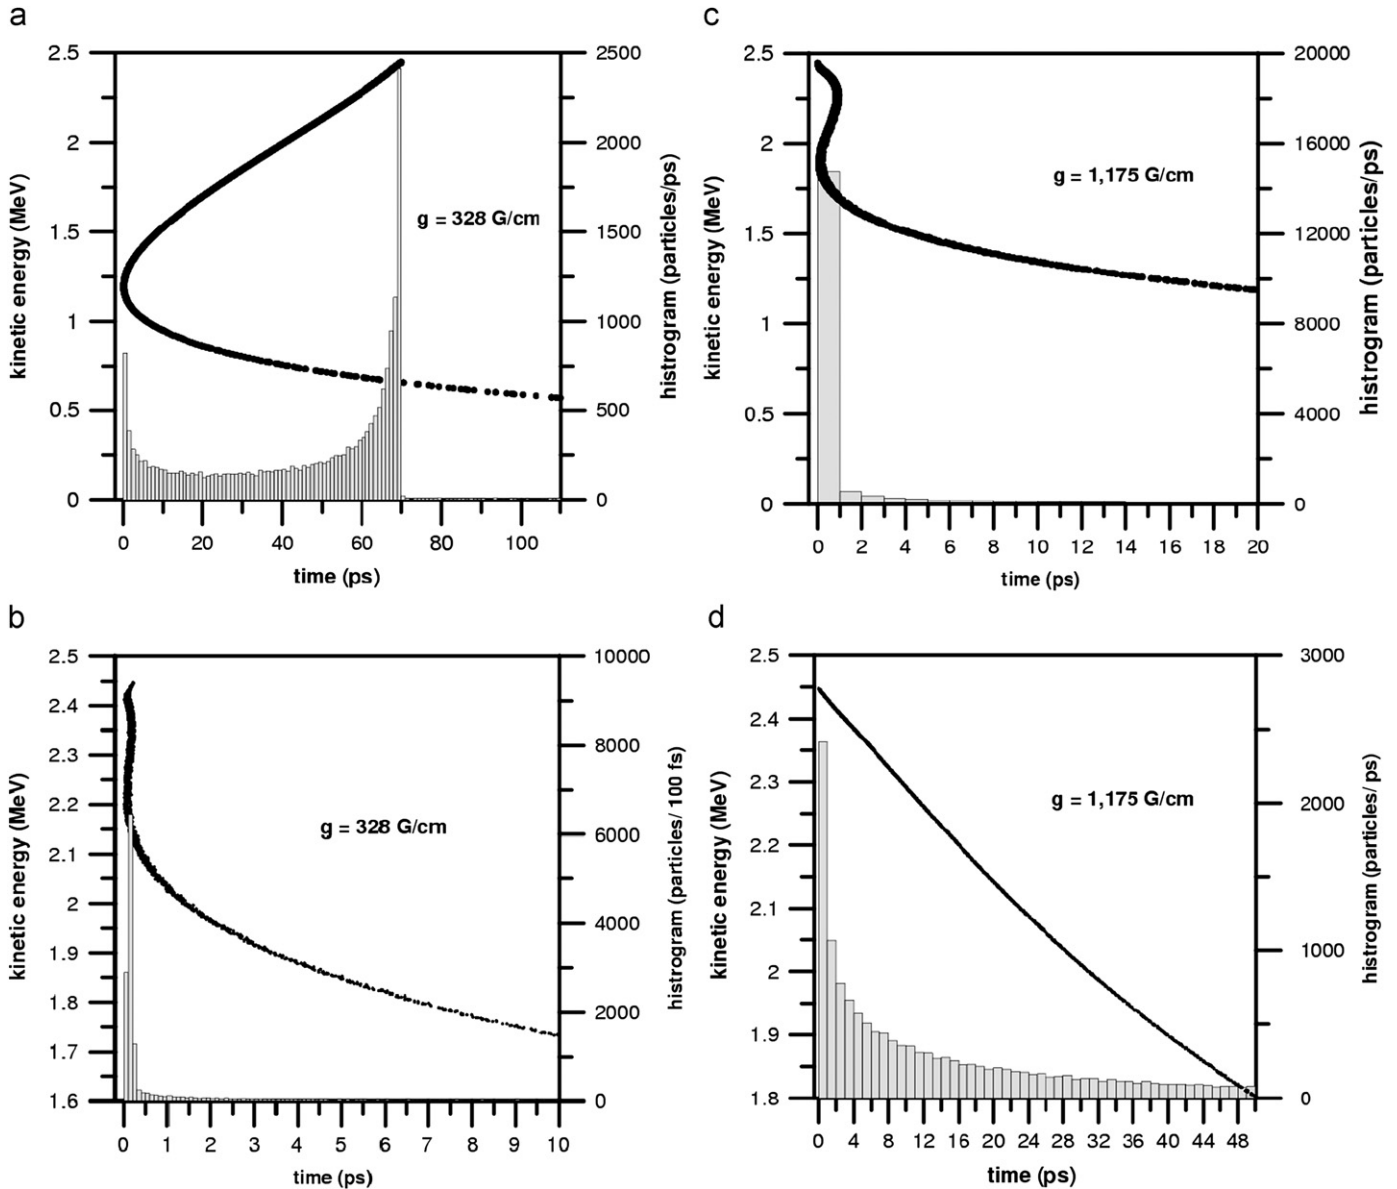 a
2.5
2
1.5
1
0.5
0
kinetic energy (MeV)
2500
2000
1500
1000
500
0
histrogram (particles/ps)
g = 328 G/cm
0 20 40 60 80 100
time (ps)
c
2.5
2
1.5
1
0.5
0
kinetic energy (MeV)
20000
16000
12000
8000
4000
0
histrogram (particles/ps)
g = 1,175 G/cm
0 2 4 6 8 10 12 14 16 18 20
time (ps)
b
2.5
2.4
2.3
2.2
2.1
2
1.9
1.8
1.7
1.6
kinetic energy (MeV)
10000
8000
6000
4000
2000
0
histrogram (particles/ 100 fs)
g = 328 G/cm
0 1 2 3 4 5 6 7 8 9 10
time (ps)
d
2.5
2.4
2.3
2.2
2.1
2
1.9
1.8
kinetic energy (MeV)
3000
2000
1000
0
histrogram (particles/ ps)
g = 1,175 G/cm
0 4 8 12 16 20 24 28 32 36 40 44 48
time (ps)